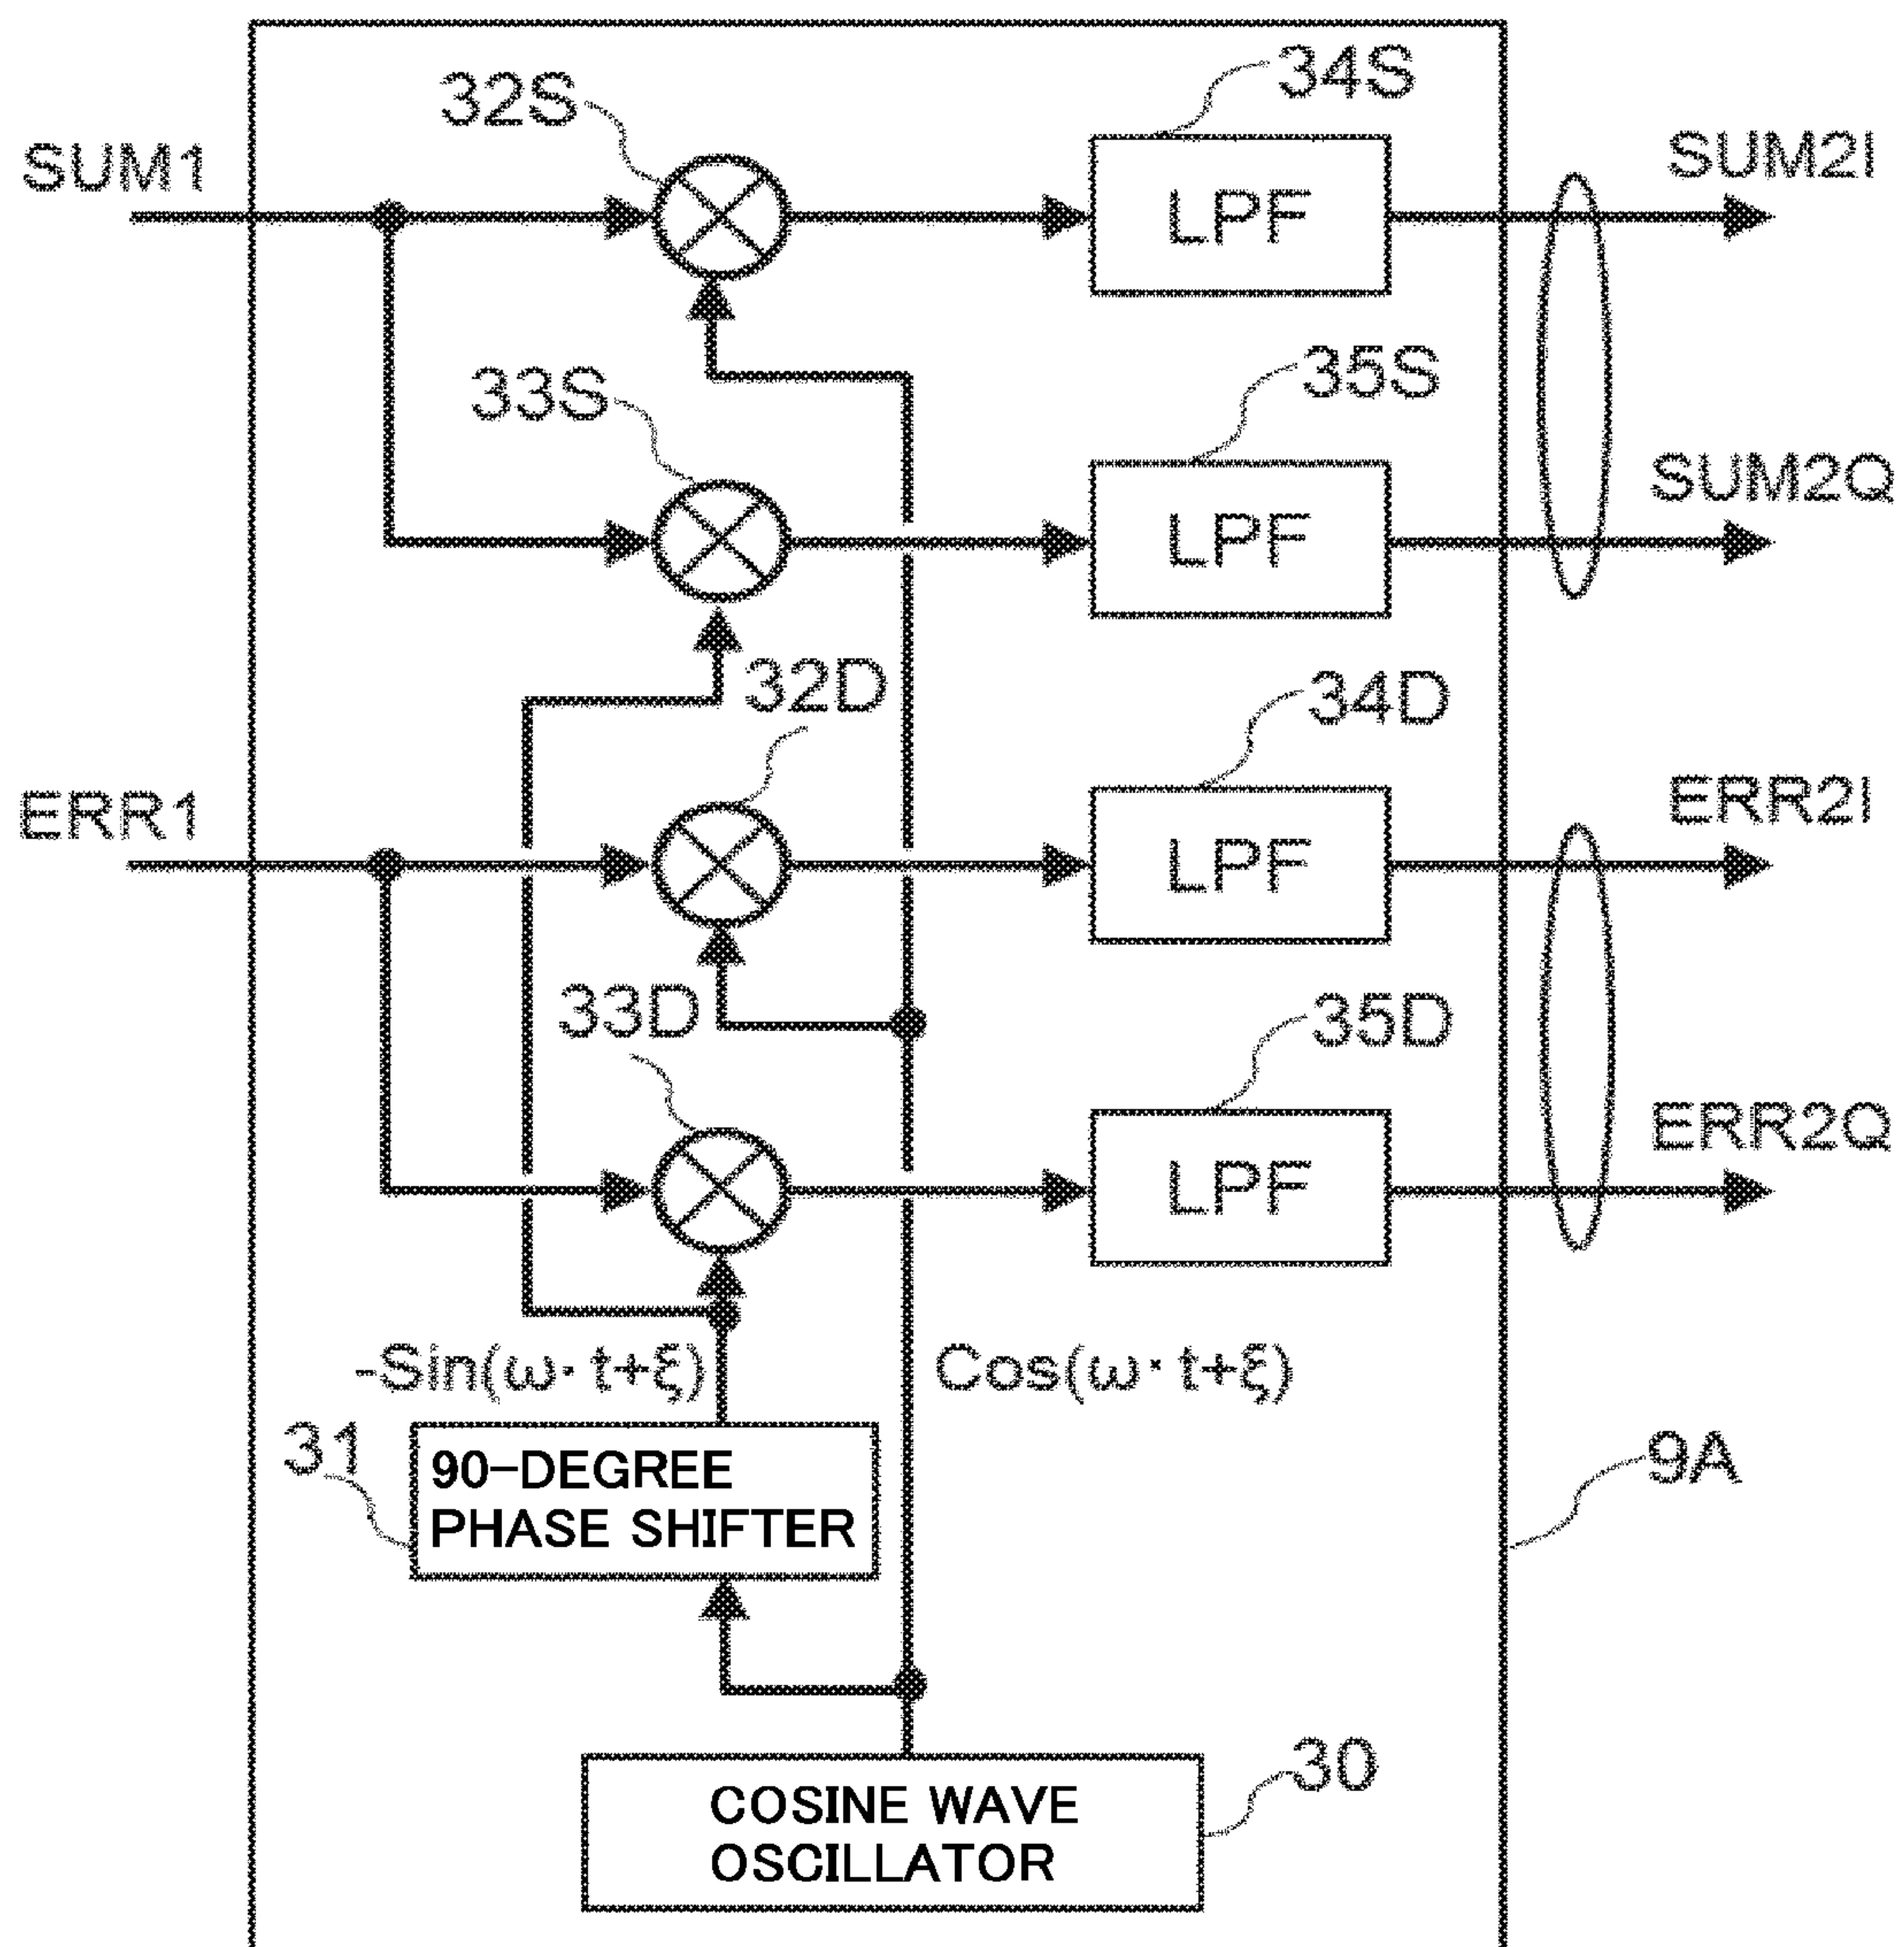 34S
32S
SUM1
SUM2I
LPF
35S
33S
SUM2Q
LPF
32D
34D
ERR1
ERR2I
LPF
33D
35D
ERR2Q
LPF
-Sin(ω· t+ξ)
Cos(ω· t+ξ)
31
90-DEGREE
PHASE SHIFTER
9A
30
COSINE WAVE
OSCILLATOR